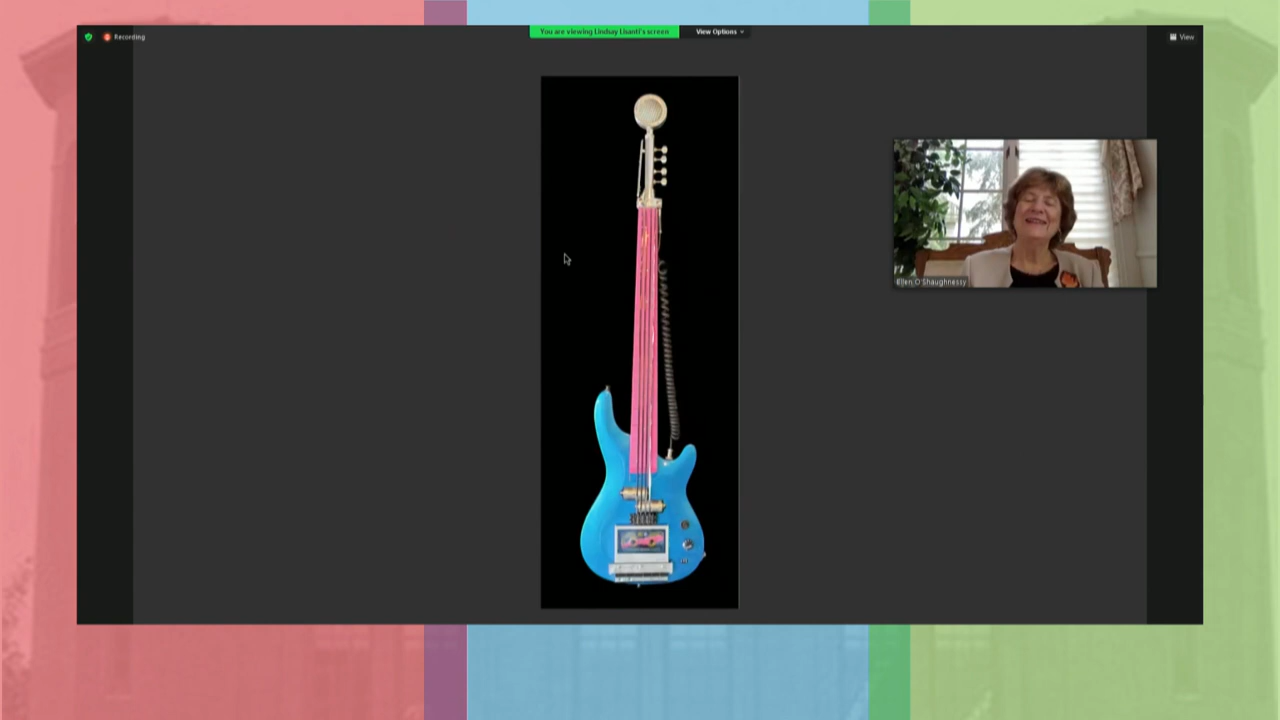 Recording
You are viewing Lindsay Lisanti's screen
View Options
View
Ellen O'Shaughnessy